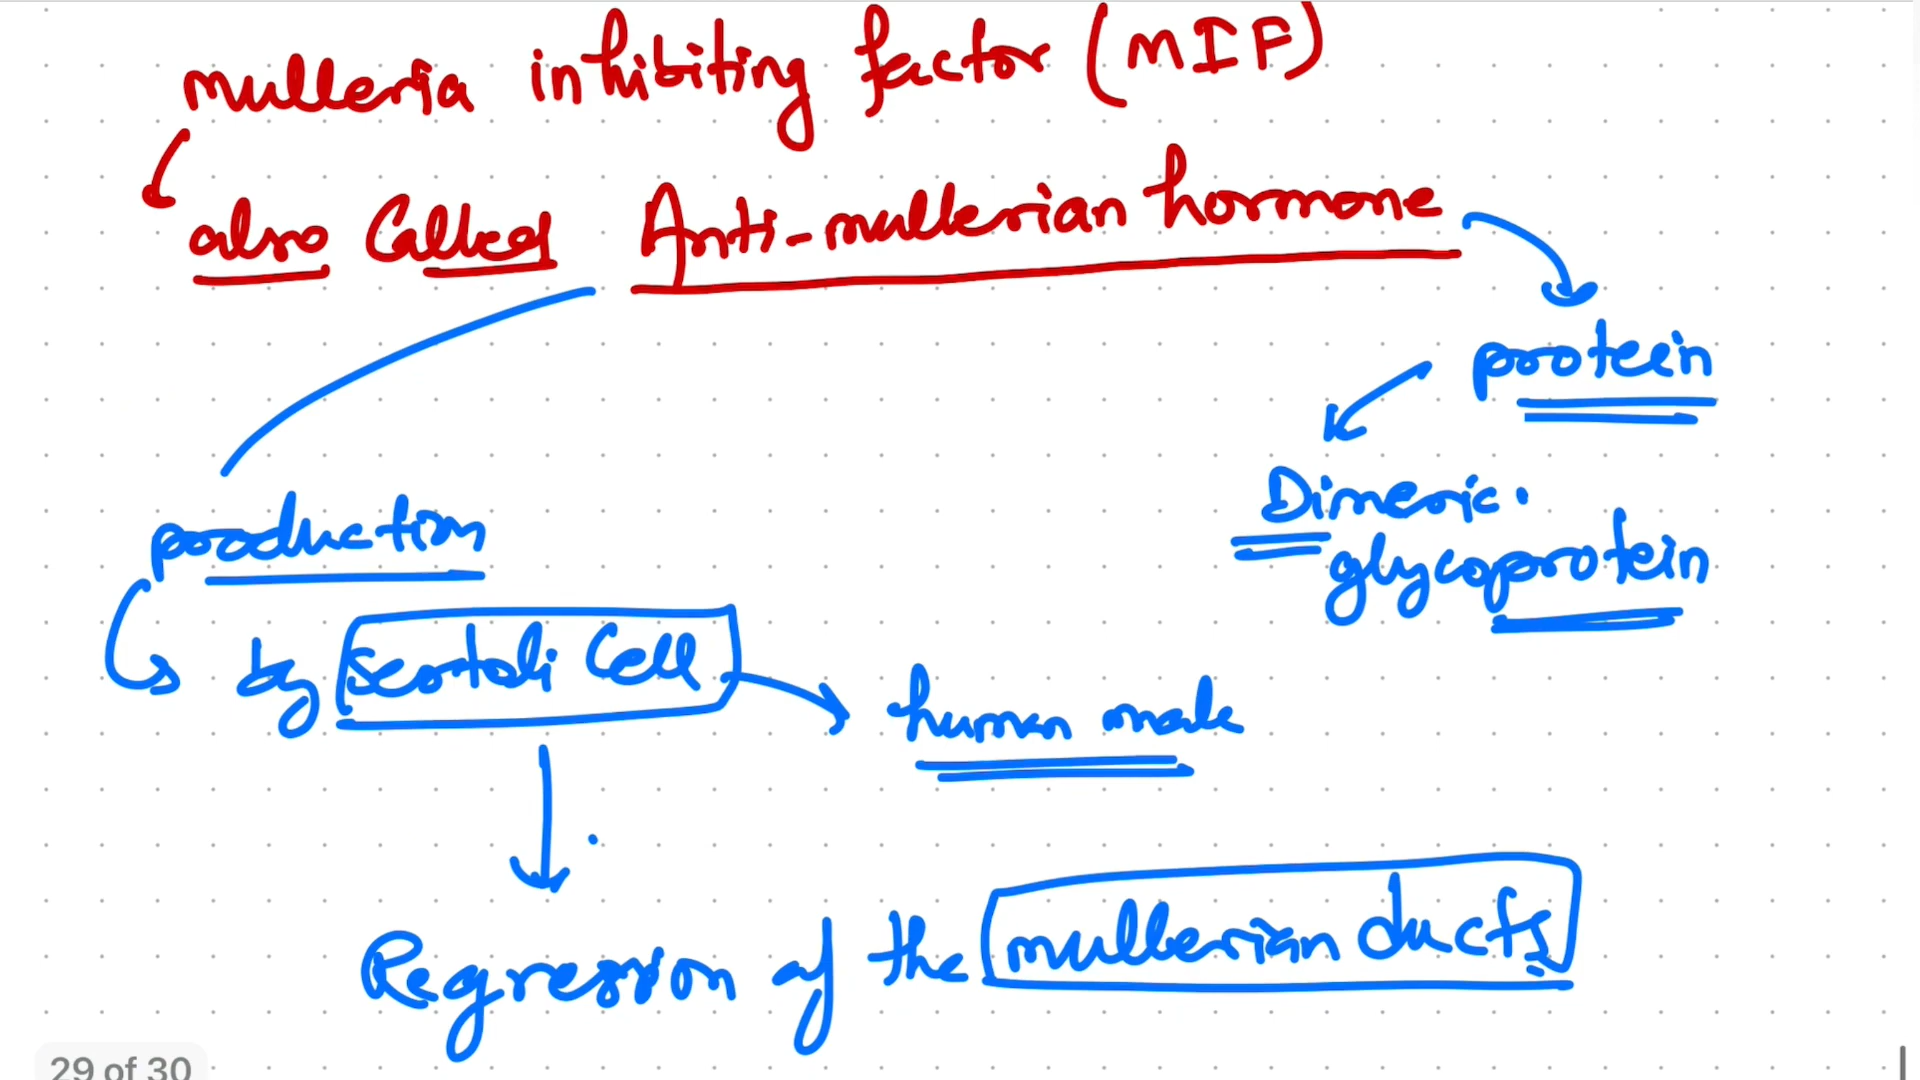 mulleria inhibiting factor (MIF)
also called Anti-mullerian hormone
protein
Dimeric
glycoprotein
production
by sertoli cell
human male
Regression of the mullerian ducts
29 of 30